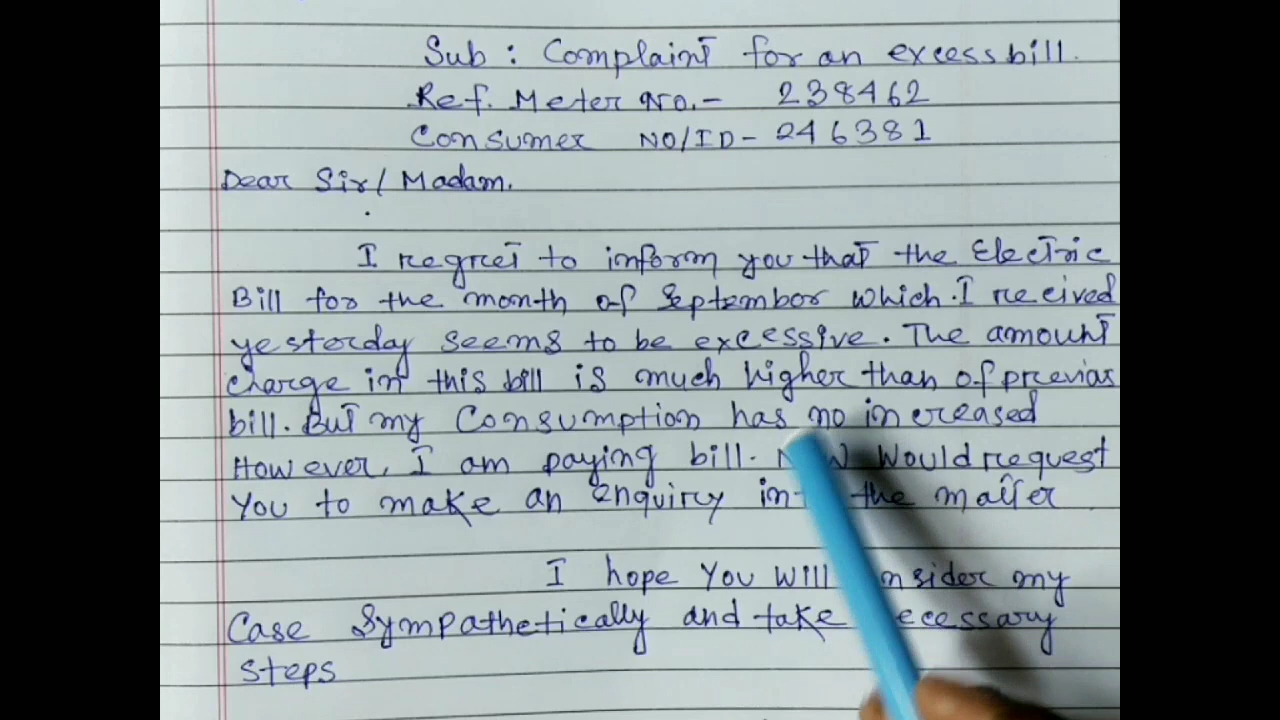 Sub : Complaint for an excess bill.
Ref. Meter No.- 238462
Consumer NO/ID - 246381
Dear Sir/ Madam.
I regret to inform you that the Electric
Bill for the month of September which I received
yesterday seems to be excessive. The amount
charge in this bill is much higher than of previas
bill. But my Consumption has no increased
However, I am paying bill. would request
You to make an enquiry the matter
I hope You will my
Case Sympathetically and take
steps